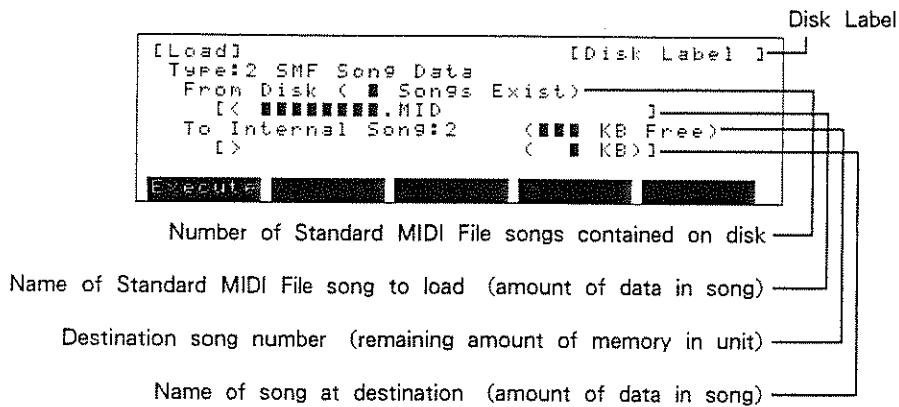 Disk Label
[Load] [Disk Label ]
Type:2 SMF Song Data
From Disk ( █ Songs Exist)
[< ████████.MID ]
To Internal Song:2 (███ KB Free)
[> ( █ KB)]
Execute
Number of Standard MIDI File songs contained on disk
Name of Standard MIDI File song to load (amount of data in song)
Destination song number (remaining amount of memory in unit)
Name of song at destination (amount of data in song)